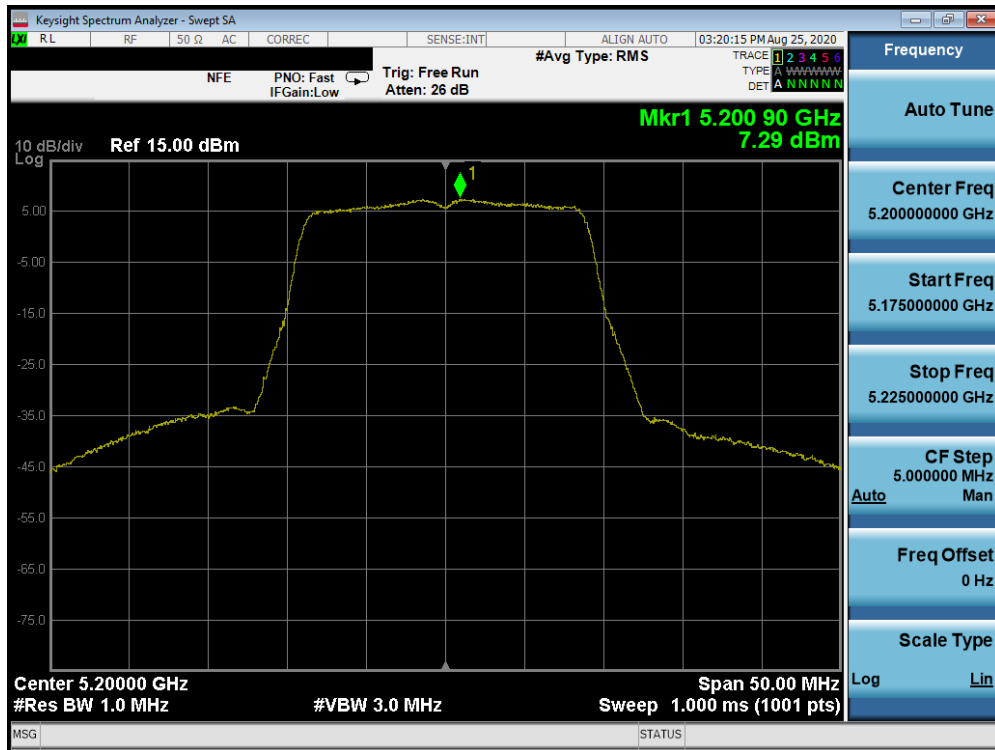 Keysight Spectrum Analyzer - Swept SA
LXI RL RF 50 Ω AC CORREC SENSE:INT ALIGN AUTO 03:20:15 PM Aug 25, 2020
NFE PNO: Fast Trig: Free Run #Avg Type: RMS TRACE 1 2 3 4 5 6
IFGain:Low Atten: 26 dB TYPE A WWWWW
DET A N N N N N
Mkr1 5.200 90 GHz
7.29 dBm
10 dB/div Ref 15.00 dBm
Log
1
5.00
-5.00
-15.0
-25.0
-35.0
-45.0
-55.0
-65.0
-75.0
Center 5.20000 GHz Span 50.00 MHz
#Res BW 1.0 MHz #VBW 3.0 MHz Sweep 1.000 ms (1001 pts)
MSG STATUS
Frequency
Auto Tune
Center Freq
5.200000000 GHz
Start Freq
5.175000000 GHz
Stop Freq
5.225000000 GHz
CF Step
5.000000 MHz
Auto Man
Freq Offset
0 Hz
Scale Type
Log Lin